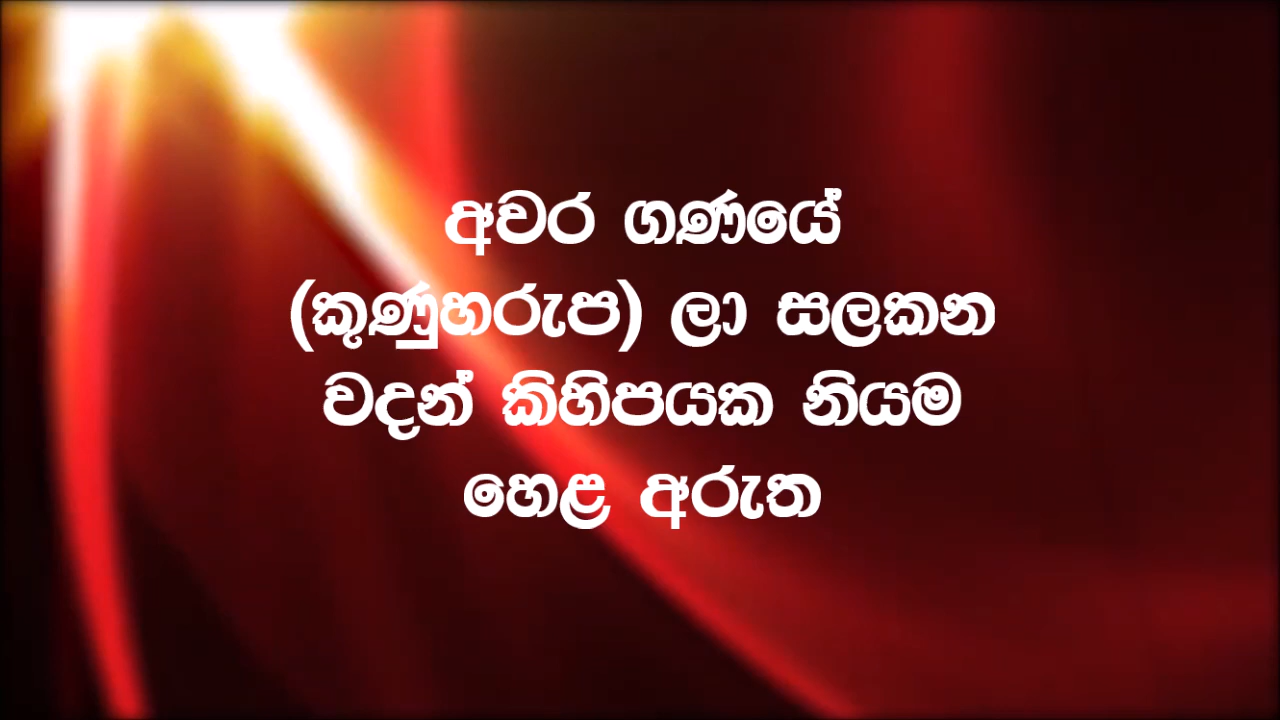 අවර ගණයේ
(කුණුහරුප) ලා සලකන
වදන් කිහිපයක නියම
හෙළ අරුත